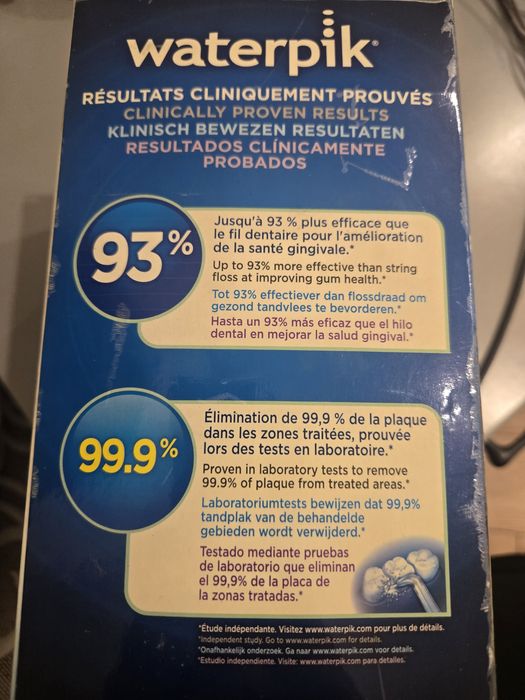 waterpik®
RÉSULTATS CLINIQUEMENT PROUVÉS
CLINICALLY PROVEN RESULTS
KLINISCH BEWEZEN RESULTATEN
RESULTADOS CLÍNICAMENTE
PROBADOS
93%
Jusqu'à 93 % plus efficace que
le fil dentaire pour l'amélioration
de la santé gingivale.*
Up to 93% more effective than string
floss at improving gum health.*
Tot 93% effectiever dan flossdraad om
gezond tandvlees te bevorderen.*
Hasta un 93% más eficaz que el hilo
dental en mejorar la salud gingival.*
99.9%
Élimination de 99,9 % de la plaque
dans les zones traitées, prouvée
lors des tests en laboratoire.*
Proven in laboratory tests to remove
99.9% of plaque from treated areas.*
Laboratoriumtests bewijzen dat 99,9%
tandplak van de behandelde
gebieden wordt verwijderd.*
Testado mediante pruebas
de laboratorio que eliminan
el 99,9% de la placa de
la zonas tratadas.*
*Étude indépendante. Visitez www.waterpik.com pour plus de détails.
*Independent study. Go to www.waterpik.com for details.
*Onafhankelijk onderzoek. Ga naar www.waterpik.com voor details.
*Estudio independiente. Visite: www.waterpik.com para detalles.